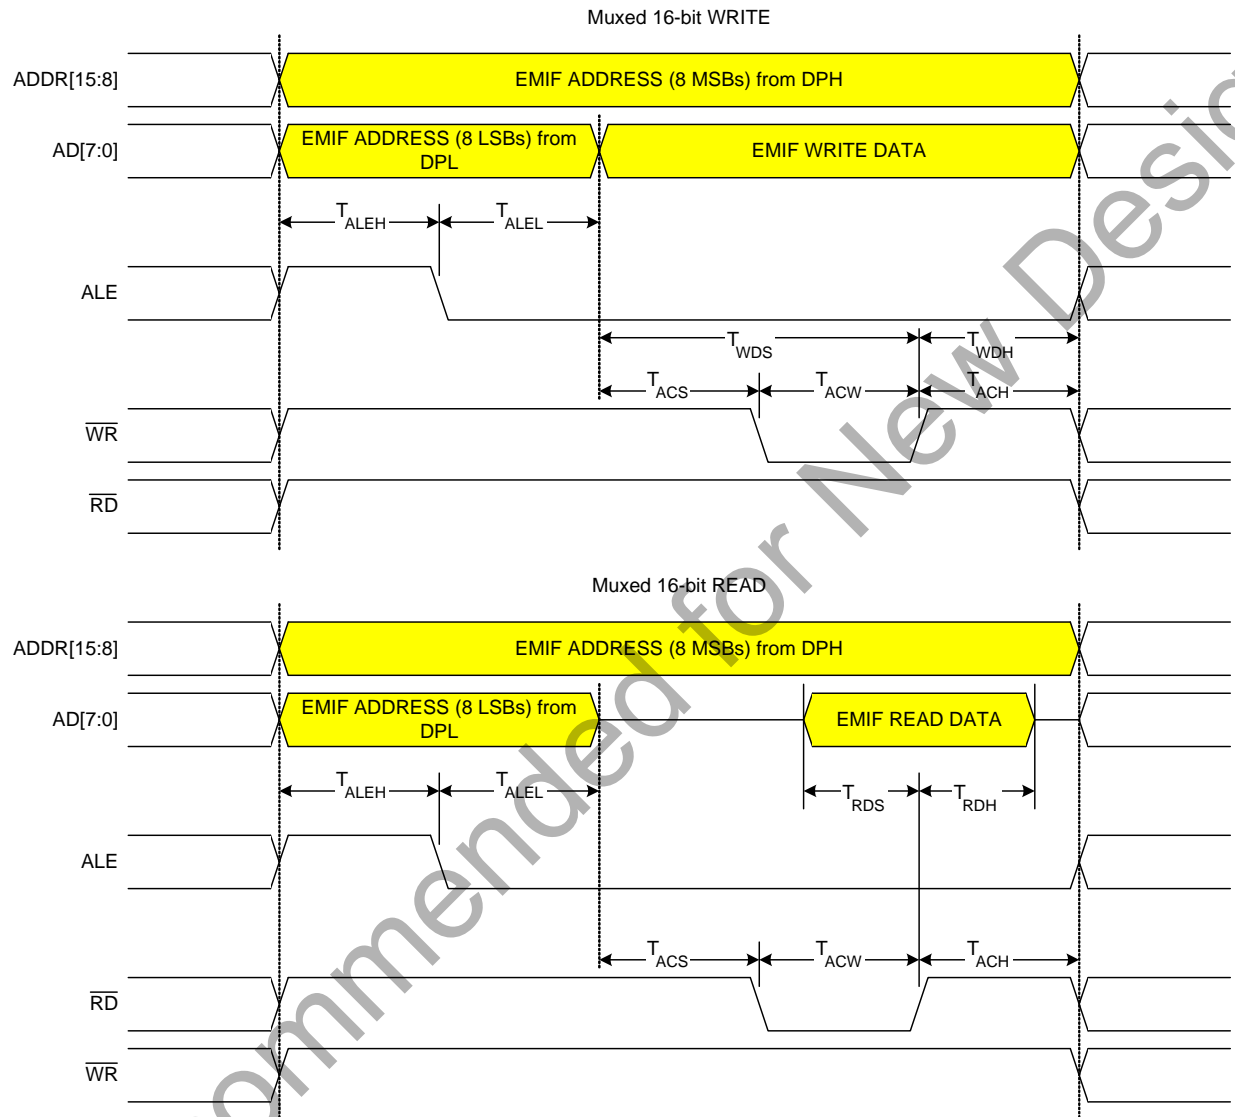 Muxed 16-bit WRITE
ADDR[15:8]
EMIF ADDRESS (8 MSBs) from DPH
AD[7:0]
EMIF ADDRESS (8 LSBs) from
DPL
EMIF WRITE DATA
TALEH
TALEL
ALE
TWDS
TWDH
TACS
TACW
TACH
WR
RD
Muxed 16-bit READ
ADDR[15:8]
EMIF ADDRESS (8 MSBs) from DPH
AD[7:0]
EMIF ADDRESS (8 LSBs) from
DPL
EMIF READ DATA
TALEH
TALEL
TRDS
TRDH
ALE
TACS
TACW
TACH
RD
WR
ommended for New Desig